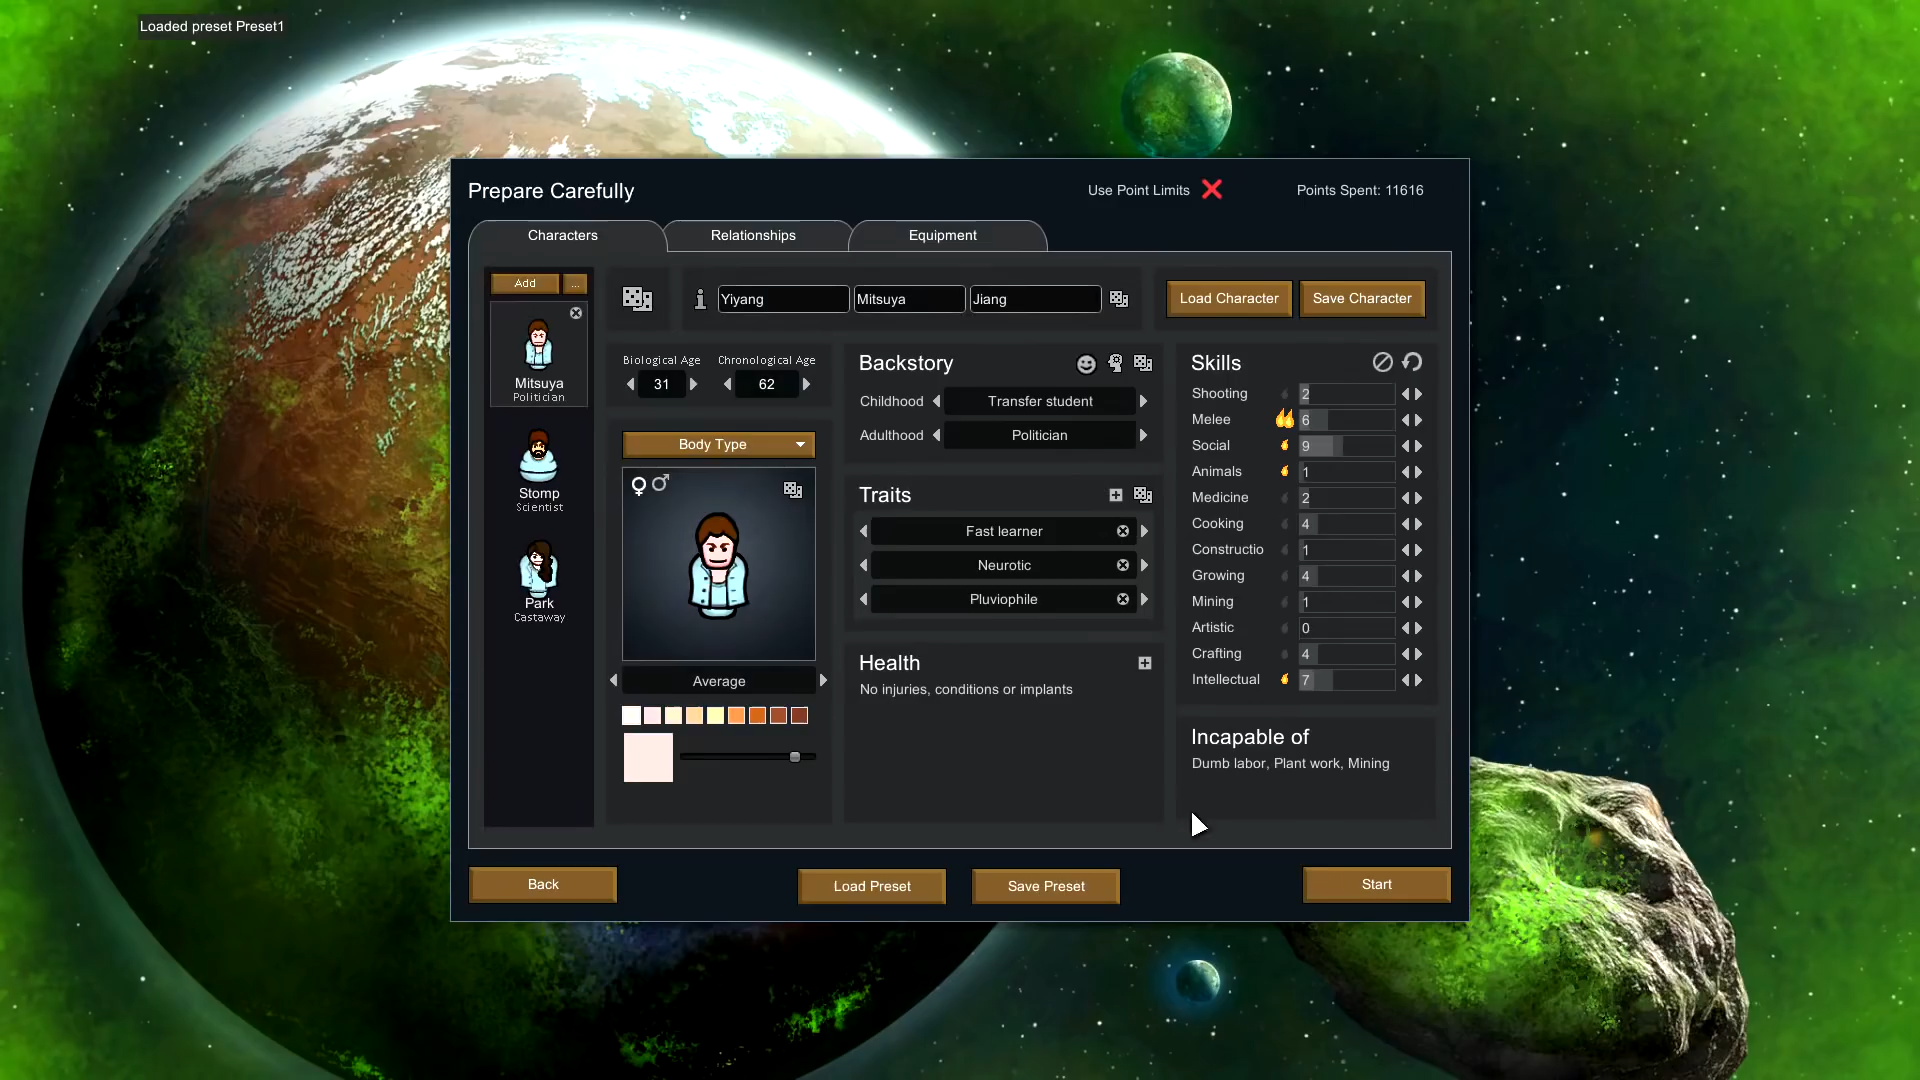 Loaded preset Preset1
Prepare Carefully
Use Point Limits
Points Spent: 11616
Characters
Relationships
Equipment
Add
...
Yiyang
Mitsuya
Jiang
Load Character
Save Character
Mitsuya
Politician
Stomp
Scientist
Park
Castaway
Biological Age
Chronological Age
31
62
Body Type
Average
Backstory
Childhood
Transfer student
Adulthood
Politician
Traits
Fast learner
Neurotic
Pluviophile
Health
No injuries, conditions or implants
Skills
Shooting 2
Melee 6
Social 9
Animals 1
Medicine 2
Cooking 4
Constructio 1
Growing 4
Mining 1
Artistic 0
Crafting 4
Intellectual 7
Incapable of
Dumb labor, Plant work, Mining
Back
Load Preset
Save Preset
Start